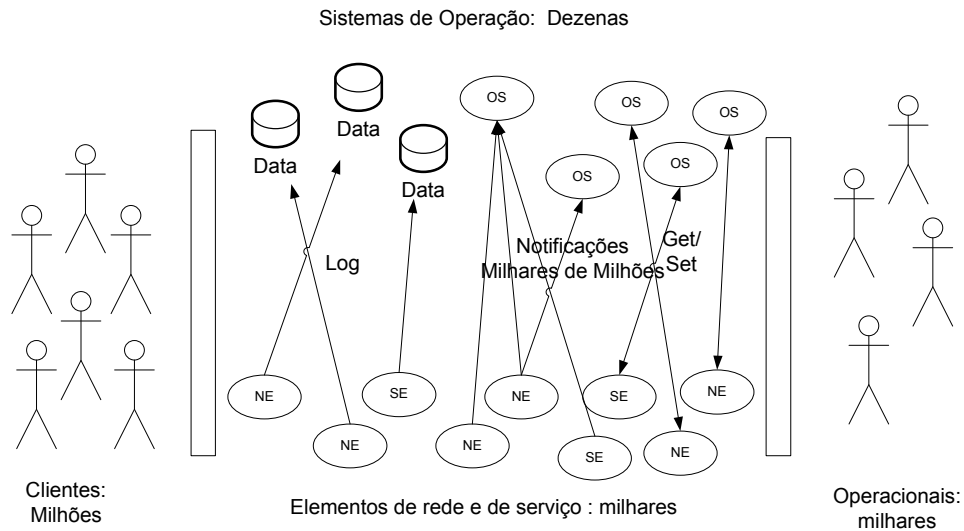 Sistemas de Operação: Dezenas
OS
OS
OS
Data
Data
Data
OS
OS
Log
Notificações
Milhares de Milhões
Get/
Set
NE
SE
NE
SE
NE
NE
NE
SE
NE
Clientes:
Milhões
Elementos de rede e de serviço : milhares
Operacionais:
milhares